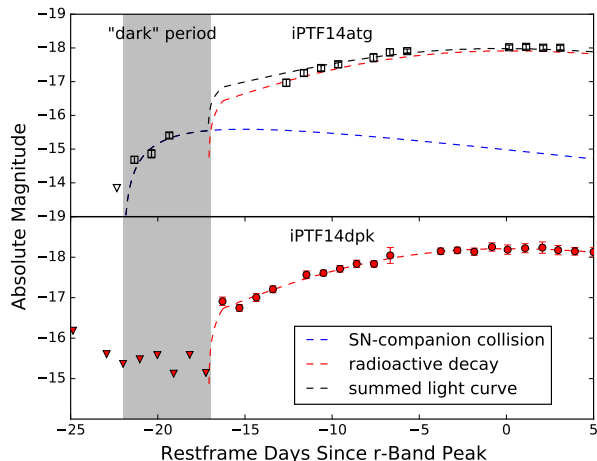 "dark" period
iPTF14atg
−19
−18
−17
−16
−15
−14
−19
Absolute Magnitude
iPTF14dpk
−18
−17
−16
−15
SN-companion collision
radioactive decay
summed light curve
−25
−20
−15
−10
−5
0
5
Restframe Days Since r-Band Peak